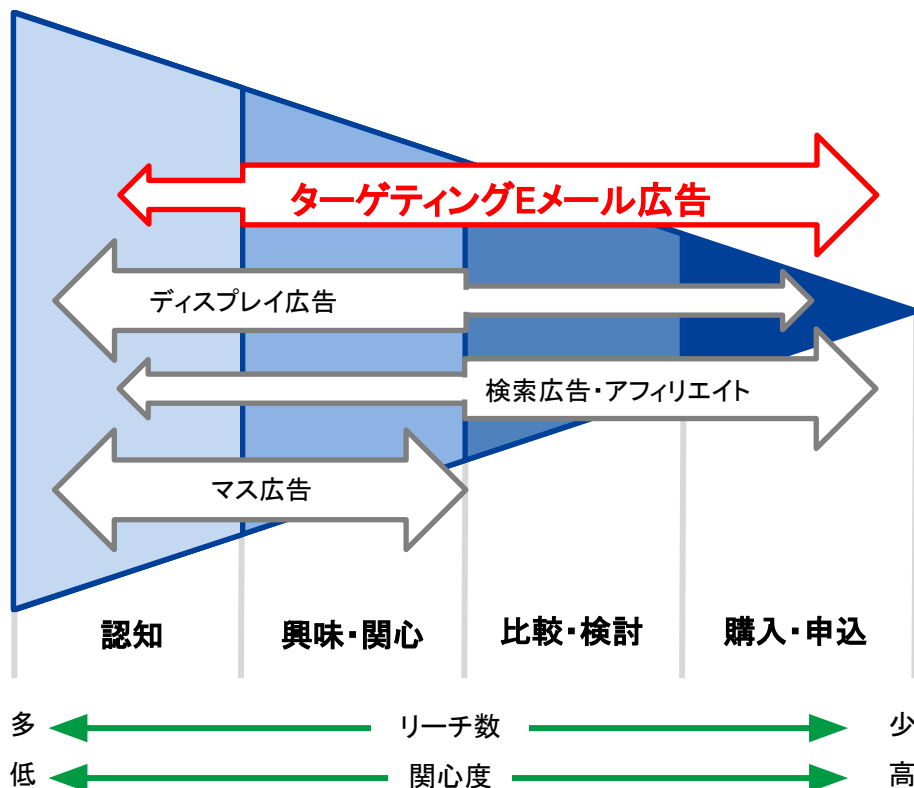 ターゲティングEメール広告
ディスプレイ広告
検索広告・アフィリエイト
マス広告
認知 興味・関心 比較・検討 購入・申込
多 リーチ数 少
低 関心度 高